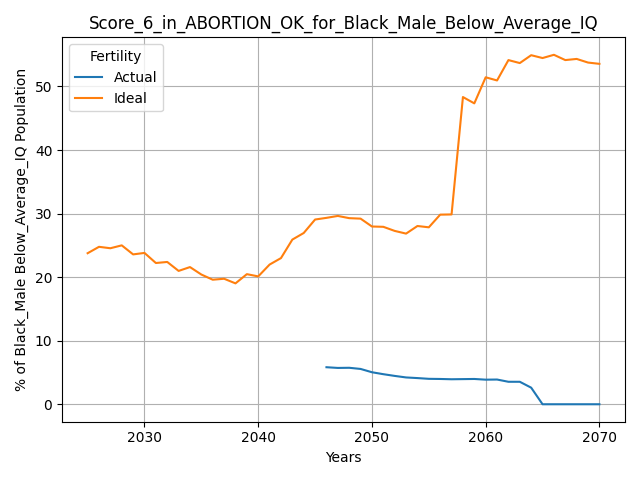 Score_6_in_ABORTION_OK_for_Black_Male_Below_Average_IQ
Fertility
Actual
Ideal
% of Black_Male Below_Average_IQ Population
50
40
30
20
10
0
2030 2040 2050 2060 2070
Years